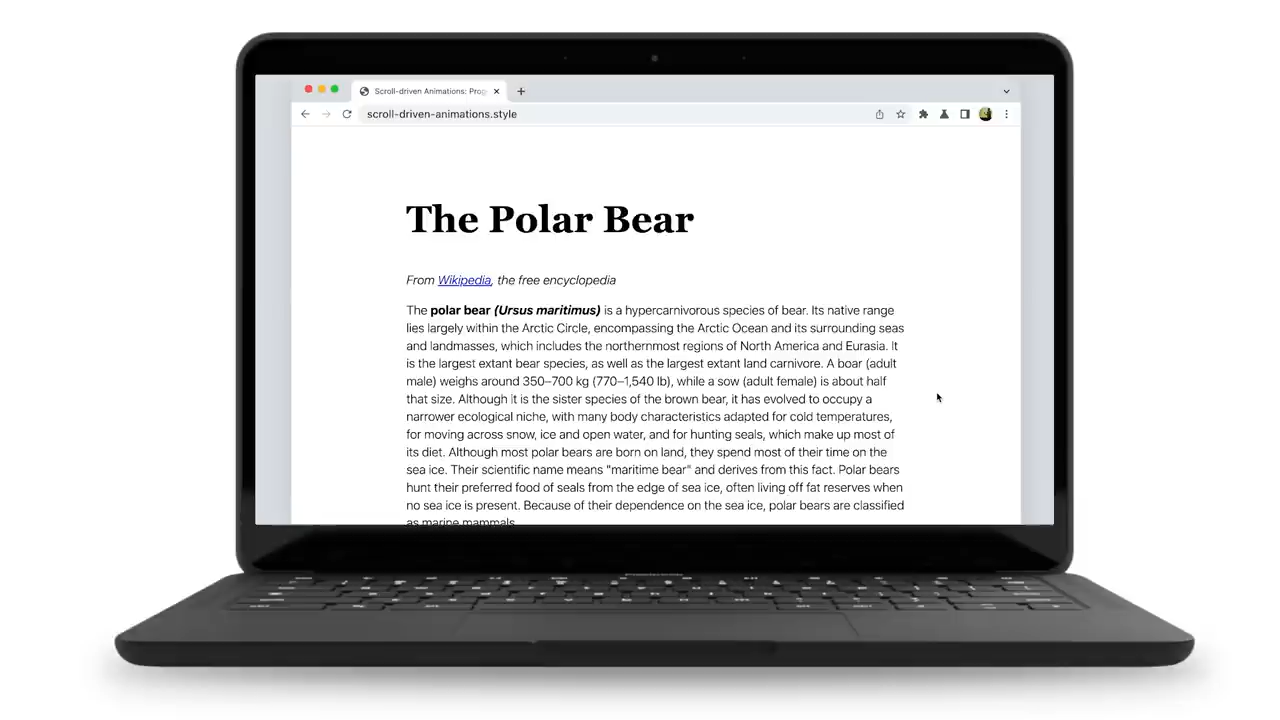 Scroll-driven Animations: Prog
scroll-driven-animations.style
The Polar Bear
From Wikipedia, the free encyclopedia
The polar bear (Ursus maritimus) is a hypercarnivorous species of bear. Its native range
lies largely within the Arctic Circle, encompassing the Arctic Ocean and its surrounding seas
and landmasses, which includes the northernmost regions of North America and Eurasia. It
is the largest extant bear species, as well as the largest extant land carnivore. A boar (adult
male) weighs around 350–700 kg (770–1,540 lb), while a sow (adult female) is about half
that size. Although it is the sister species of the brown bear, it has evolved to occupy a
narrower ecological niche, with many body characteristics adapted for cold temperatures,
for moving across snow, ice and open water, and for hunting seals, which make up most of
its diet. Although most polar bears are born on land, they spend most of their time on the
sea ice. Their scientific name means "maritime bear" and derives from this fact. Polar bears
hunt their preferred food of seals from the edge of sea ice, often living off fat reserves when
no sea ice is present. Because of their dependence on the sea ice, polar bears are classified
as marine mammals.